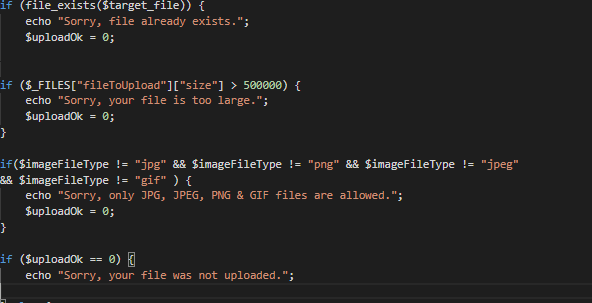 if (file_exists($target_file)) {
    echo "Sorry, file already exists.";
    $uploadOk = 0;
if ($_FILES["fileToUpload"]["size"] > 500000) {
    echo "Sorry, your file is too large.";
    $uploadOk = 0;
}
if($imageFileType != "jpg" && $imageFileType != "png" && $imageFileType != "jpeg"
&& $imageFileType != "gif" ) {
    echo "Sorry, only JPG, JPEG, PNG & GIF files are allowed.";
    $uploadOk = 0;
}
if ($uploadOk == 0) {
    echo "Sorry, your file was not uploaded.";